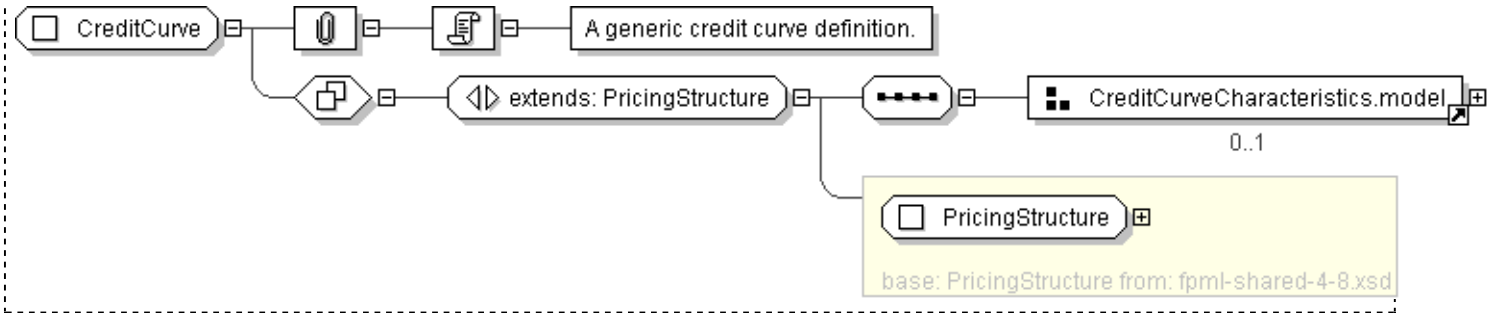 CreditCurve
A generic credit curve definition.
extends: PricingStructure
CreditCurveCharacteristics.model
0..1
PricingStructure
base: PricingStructure from: fpml-shared-4-8.xsd